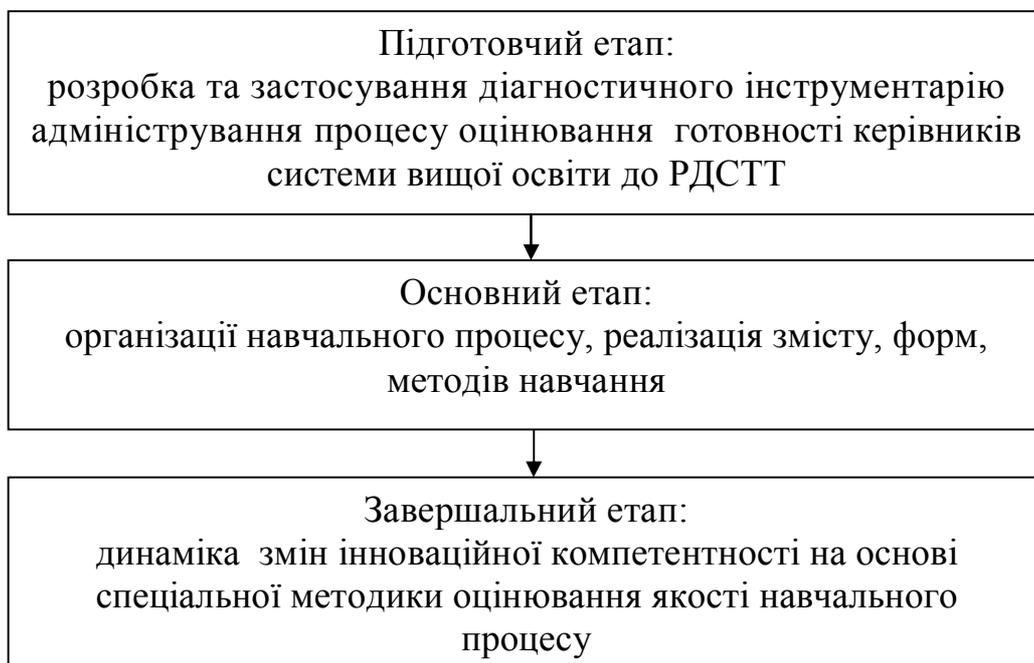 Підготовчий етап:
розробка та застосування діагностичного інструментарію
адміністрування процесу оцінювання готовності керівників
системи вищої освіти до РДСТТ
Основний етап:
організації навчального процесу, реалізація змісту, форм,
методів навчання
Завершальний етап:
динаміка змін інноваційної компетентності на основі
спеціальної методики оцінювання якості навчального
процесу